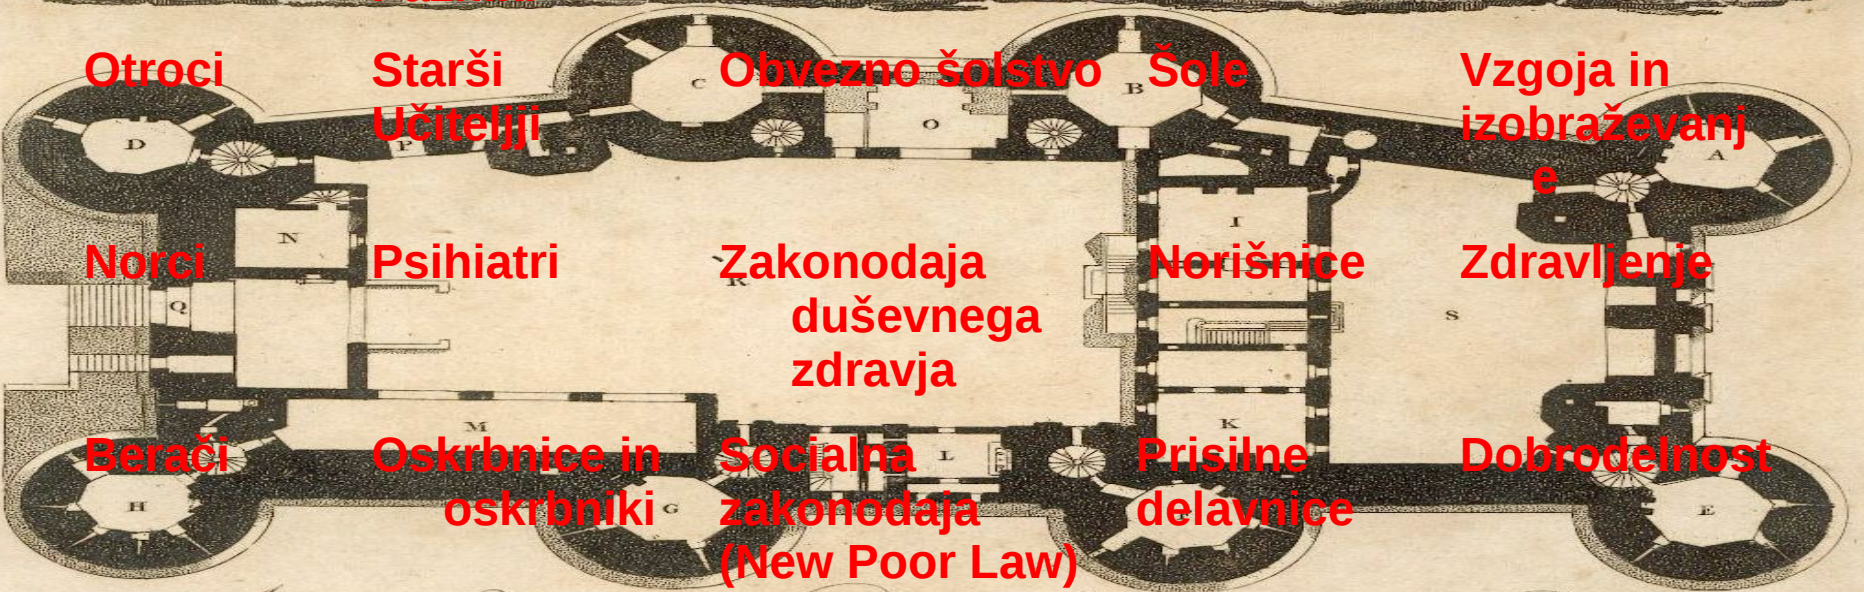 Otroci Starši Obvezno šolstvo Šole Vzgoja in
Učiteljji izobraževanj
e
Norci Psihiatri Zakonodaja Norišnice Zdravljenje
duševnega
zdravja
Berači Oskrbnice in Socialna Prisilne Dobrodelnost
oskrbniki zakonodaja delavnice
(New Poor Law)
C
B
D
P
O
A
N
I
R
Q
S
M
K
L
H
G
E